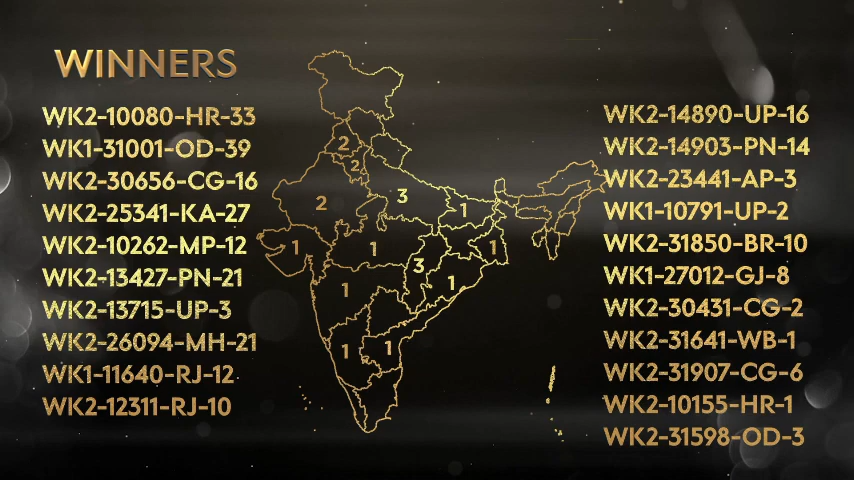 WINNERS
WK2-10080-HR-33
WK1-31001-OD-39
WK2-30656-CG-16
WK2-25341-KA-27
WK2-10262-MP-12
WK2-13427-PN-21
WK2-13715-UP-3
WK2-26094-MH-21
WK1-11640-RJ-12
WK2-12311-RJ-10
2
2
3
2
1
1
1
1
3
1
1
1
1
WK2-14890-UP-16
WK2-14903-PN-14
WK2-23441-AP-3
WK1-10791-UP-2
WK2-31850-BR-10
WK1-27012-GJ-8
WK2-30431-CG-2
WK2-31641-WB-1
WK2-31907-CG-6
WK2-10155-HR-1
WK2-31598-OD-3